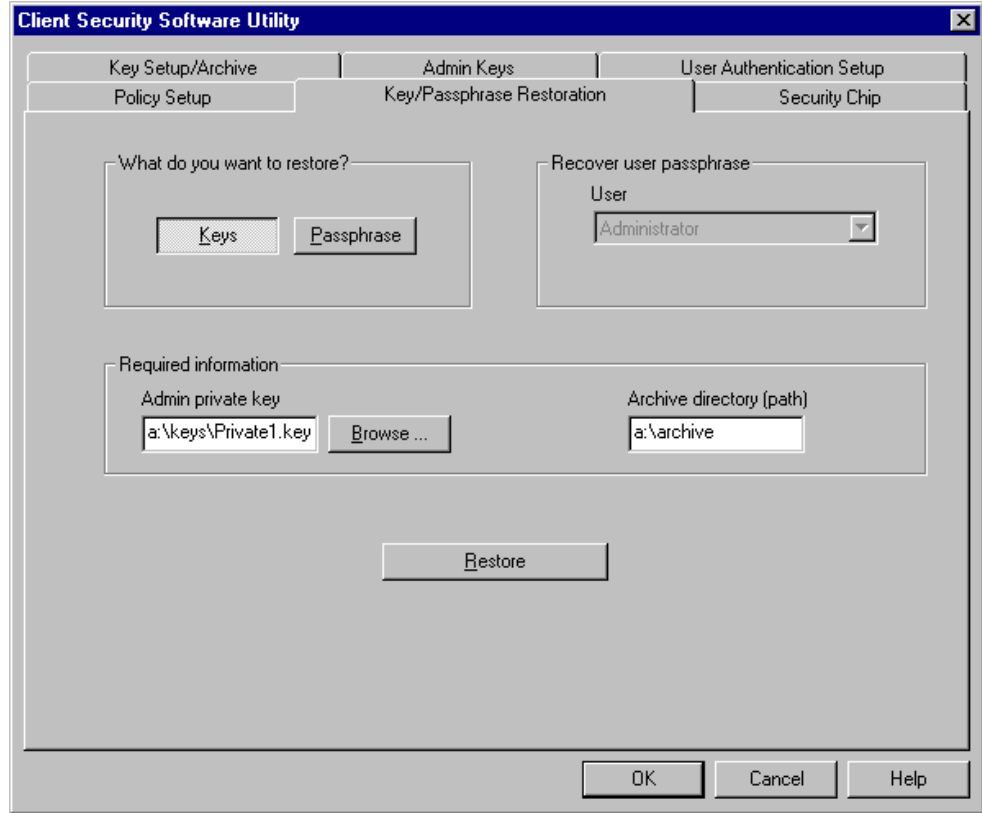 Client Security Software Utility
Key Setup/Archive
Admin Keys
User Authentication Setup
Policy Setup
Key/Passphrase Restoration
Security Chip
What do you want to restore?
Keys
Passphrase
Recover user passphrase
User
Administrator
Required information
Admin private key
a:\keys\Private1.key
Browse ...
Archive directory (path)
a:\archive
Restore
OK
Cancel
Help